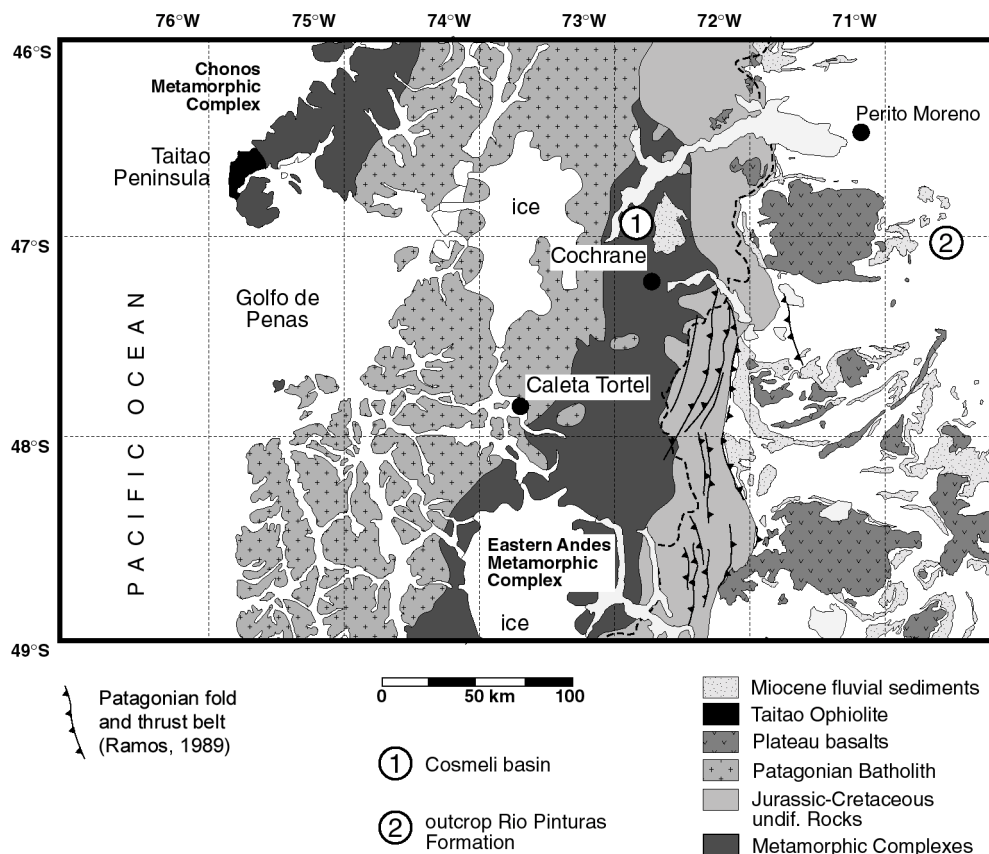 76°W 75°W 74°W 73°W 72°W 71°W
46°S
Chonos
Metamorphic
Complex
Perito Moreno
Taitao
Peninsula
ice
1
47°S
2
Cochrane
Golfo de
Penas
PACIFIC OCEAN
Caleta Tortel
48°S
Eastern Andes
Metamorphic
Complex
ice
49°S
Patagonian fold
and thrust belt
(Ramos, 1989)
0 50 km 100
1 Cosmeli basin
2 outcrop Rio Pinturas
Formation
Miocene fluvial sediments
Taitao Ophiolite
Plateau basalts
Patagonian Batholith
Jurassic-Cretaceous
undif. Rocks
Metamorphic Complexes